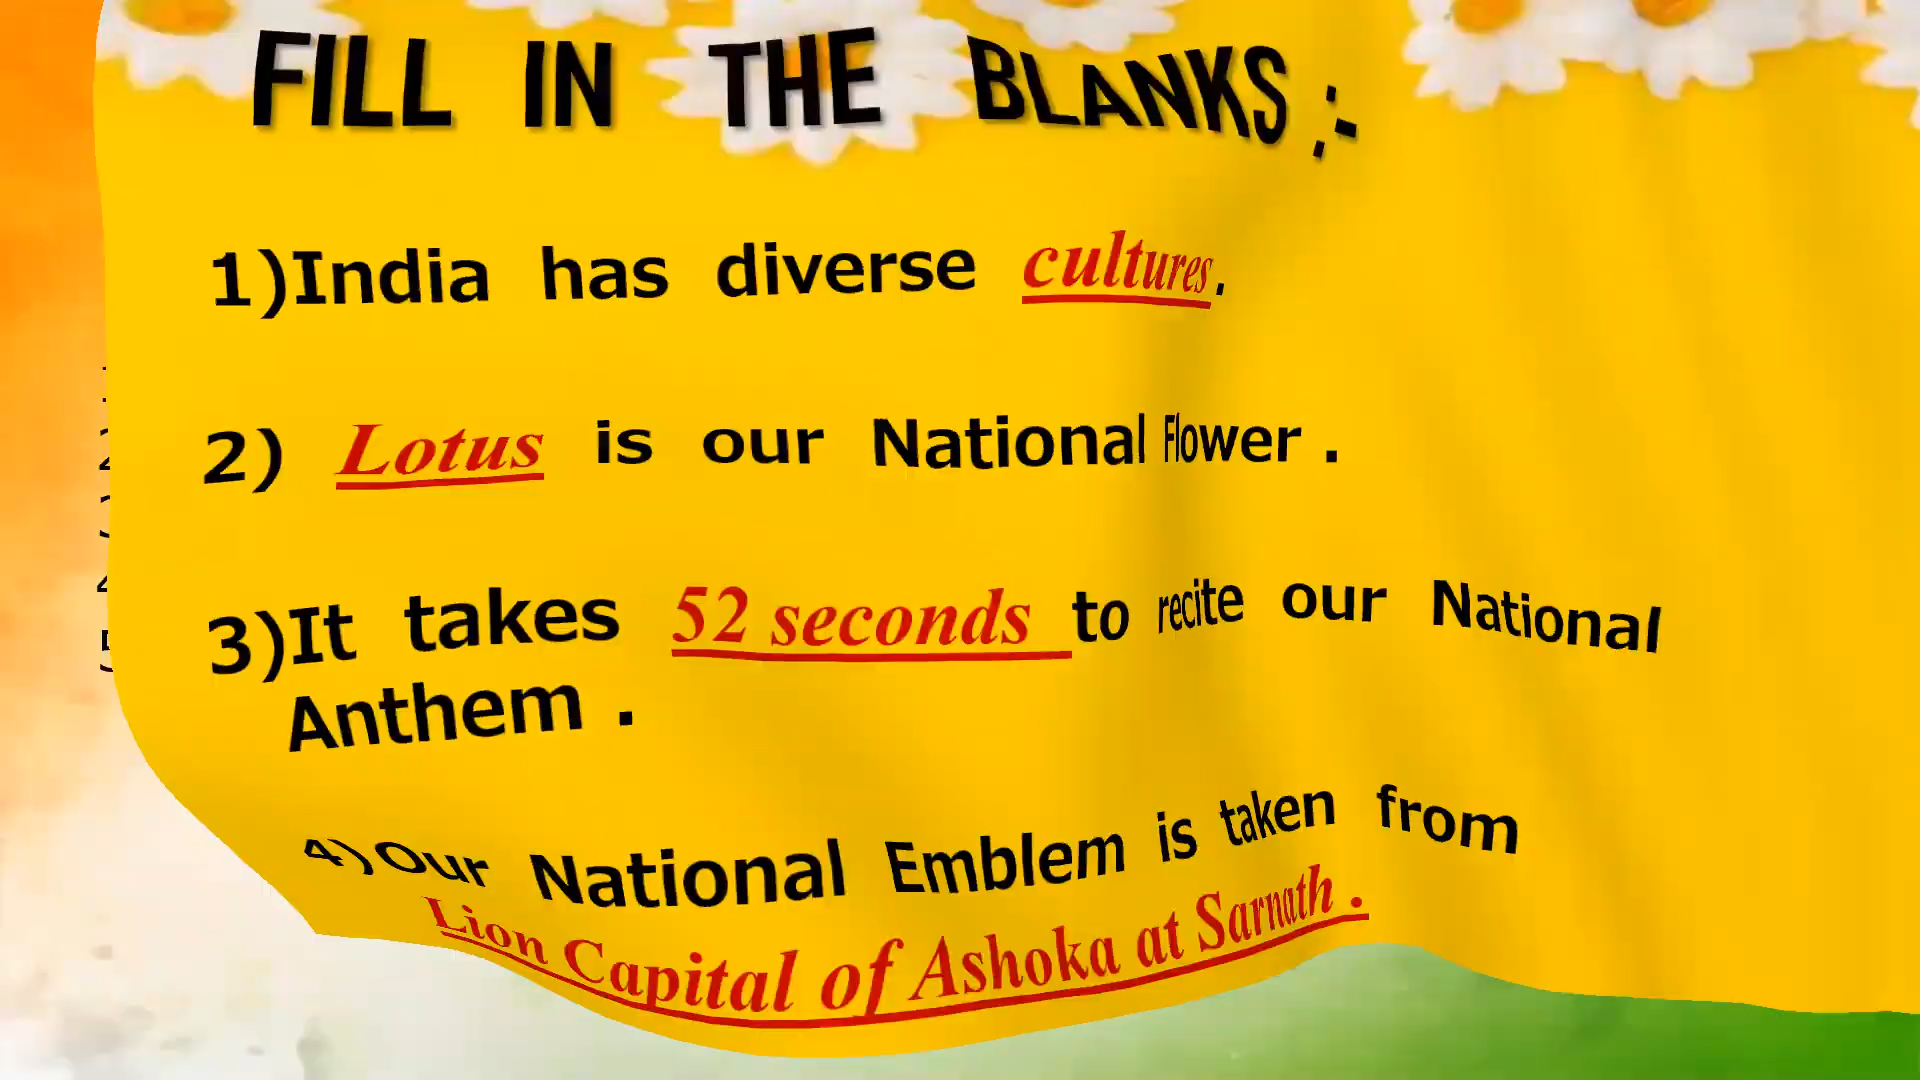 FILL IN THE BLANKS :-
1)India has diverse cultures.
2) Lotus is our National Flower .
3)It takes 52 seconds to recite our National
Anthem .
4)Our National Emblem is taken from
Lion Capital of Ashoka at Sarnath .